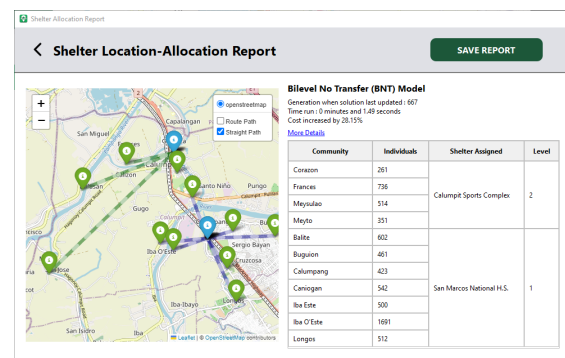 Shelter Allocation Report
Shelter Location-Allocation Report
SAVE REPORT
+
−
openstreetmap
Route Path
Straight Path
Capalangan
San Miguel
Santo Niño
Pungo
Gugo
Calumpit
Sergio Bayan
Iba O'Este
Iba-Ibayo
Longos
San Isidro
Iba
Leaflet | © OpenStreetMap contributors
Bilevel No Transfer (BNT) Model
Generation when solution last updated : 667
Time run : 0 minutes and 1.49 seconds
Cost increased by 28.15%
More Details
Community Individuals Shelter Assigned Level
Corazon 261
Frances 736
Meysulao 514
Meyto 351
Calumpit Sports Complex 2
Balite 602
Buguion 461
Calumpang 423
Caniogan 542
Iba Este 500
Iba O'Este 1691
Longos 512
San Marcos National H.S. 1